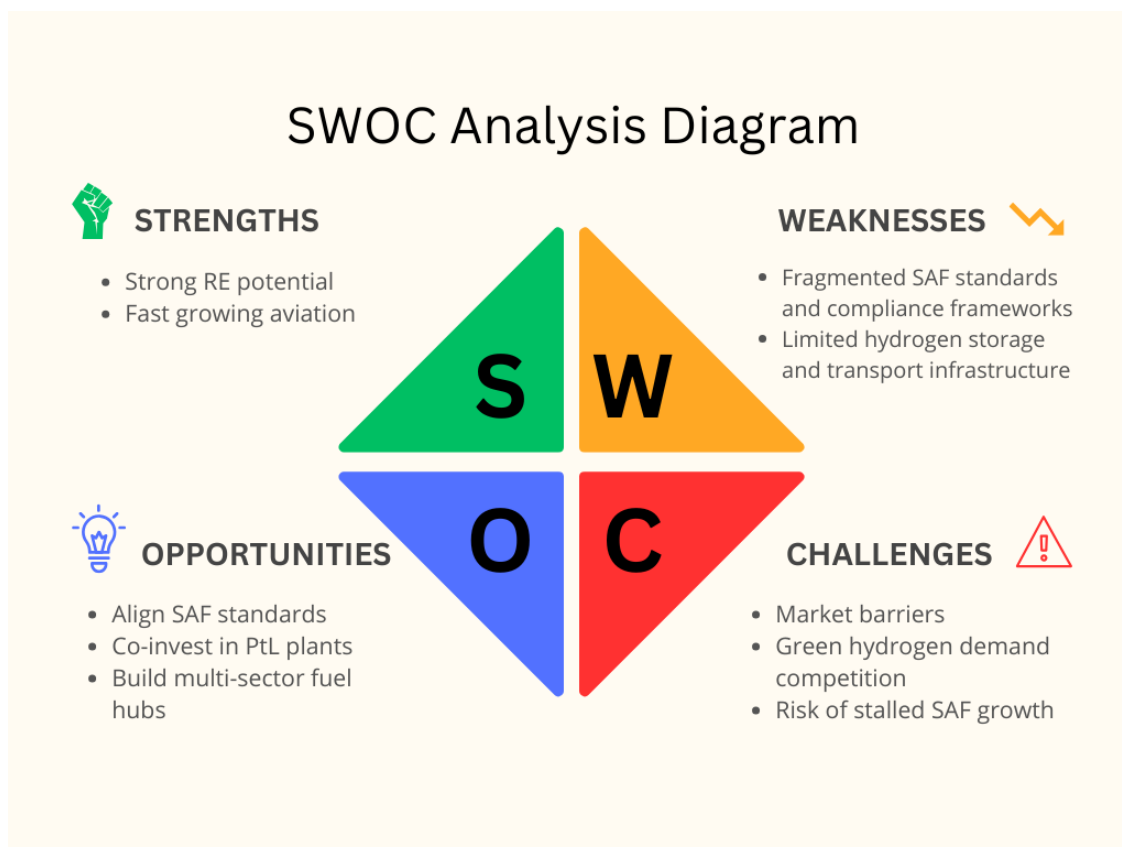 SWOC Analysis Diagram
STRENGTHS
• Strong RE potential
• Fast growing aviation
WEAKNESSES
• Fragmented SAF standards
and compliance frameworks
• Limited hydrogen storage
and transport infrastructure
S
W
O
C
OPPORTUNITIES
• Align SAF standards
• Co-invest in PtL plants
• Build multi-sector fuel
hubs
CHALLENGES
• Market barriers
• Green hydrogen demand
competition
• Risk of stalled SAF growth